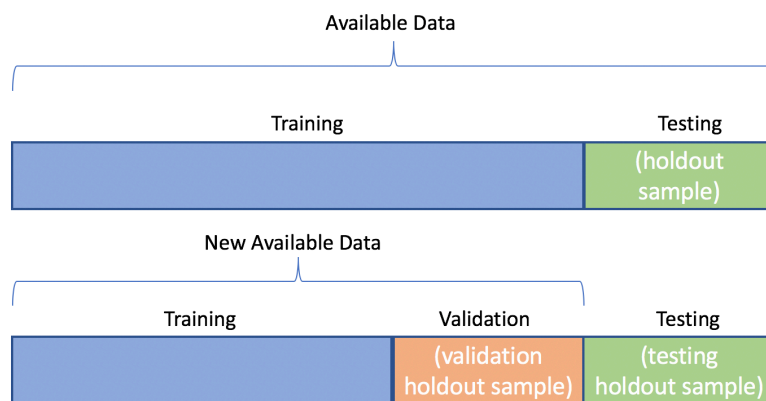 Available Data
Training
Testing
(holdout
sample)
New Available Data
Training
Validation
Testing
(validation
holdout sample)
(testing
holdout sample)